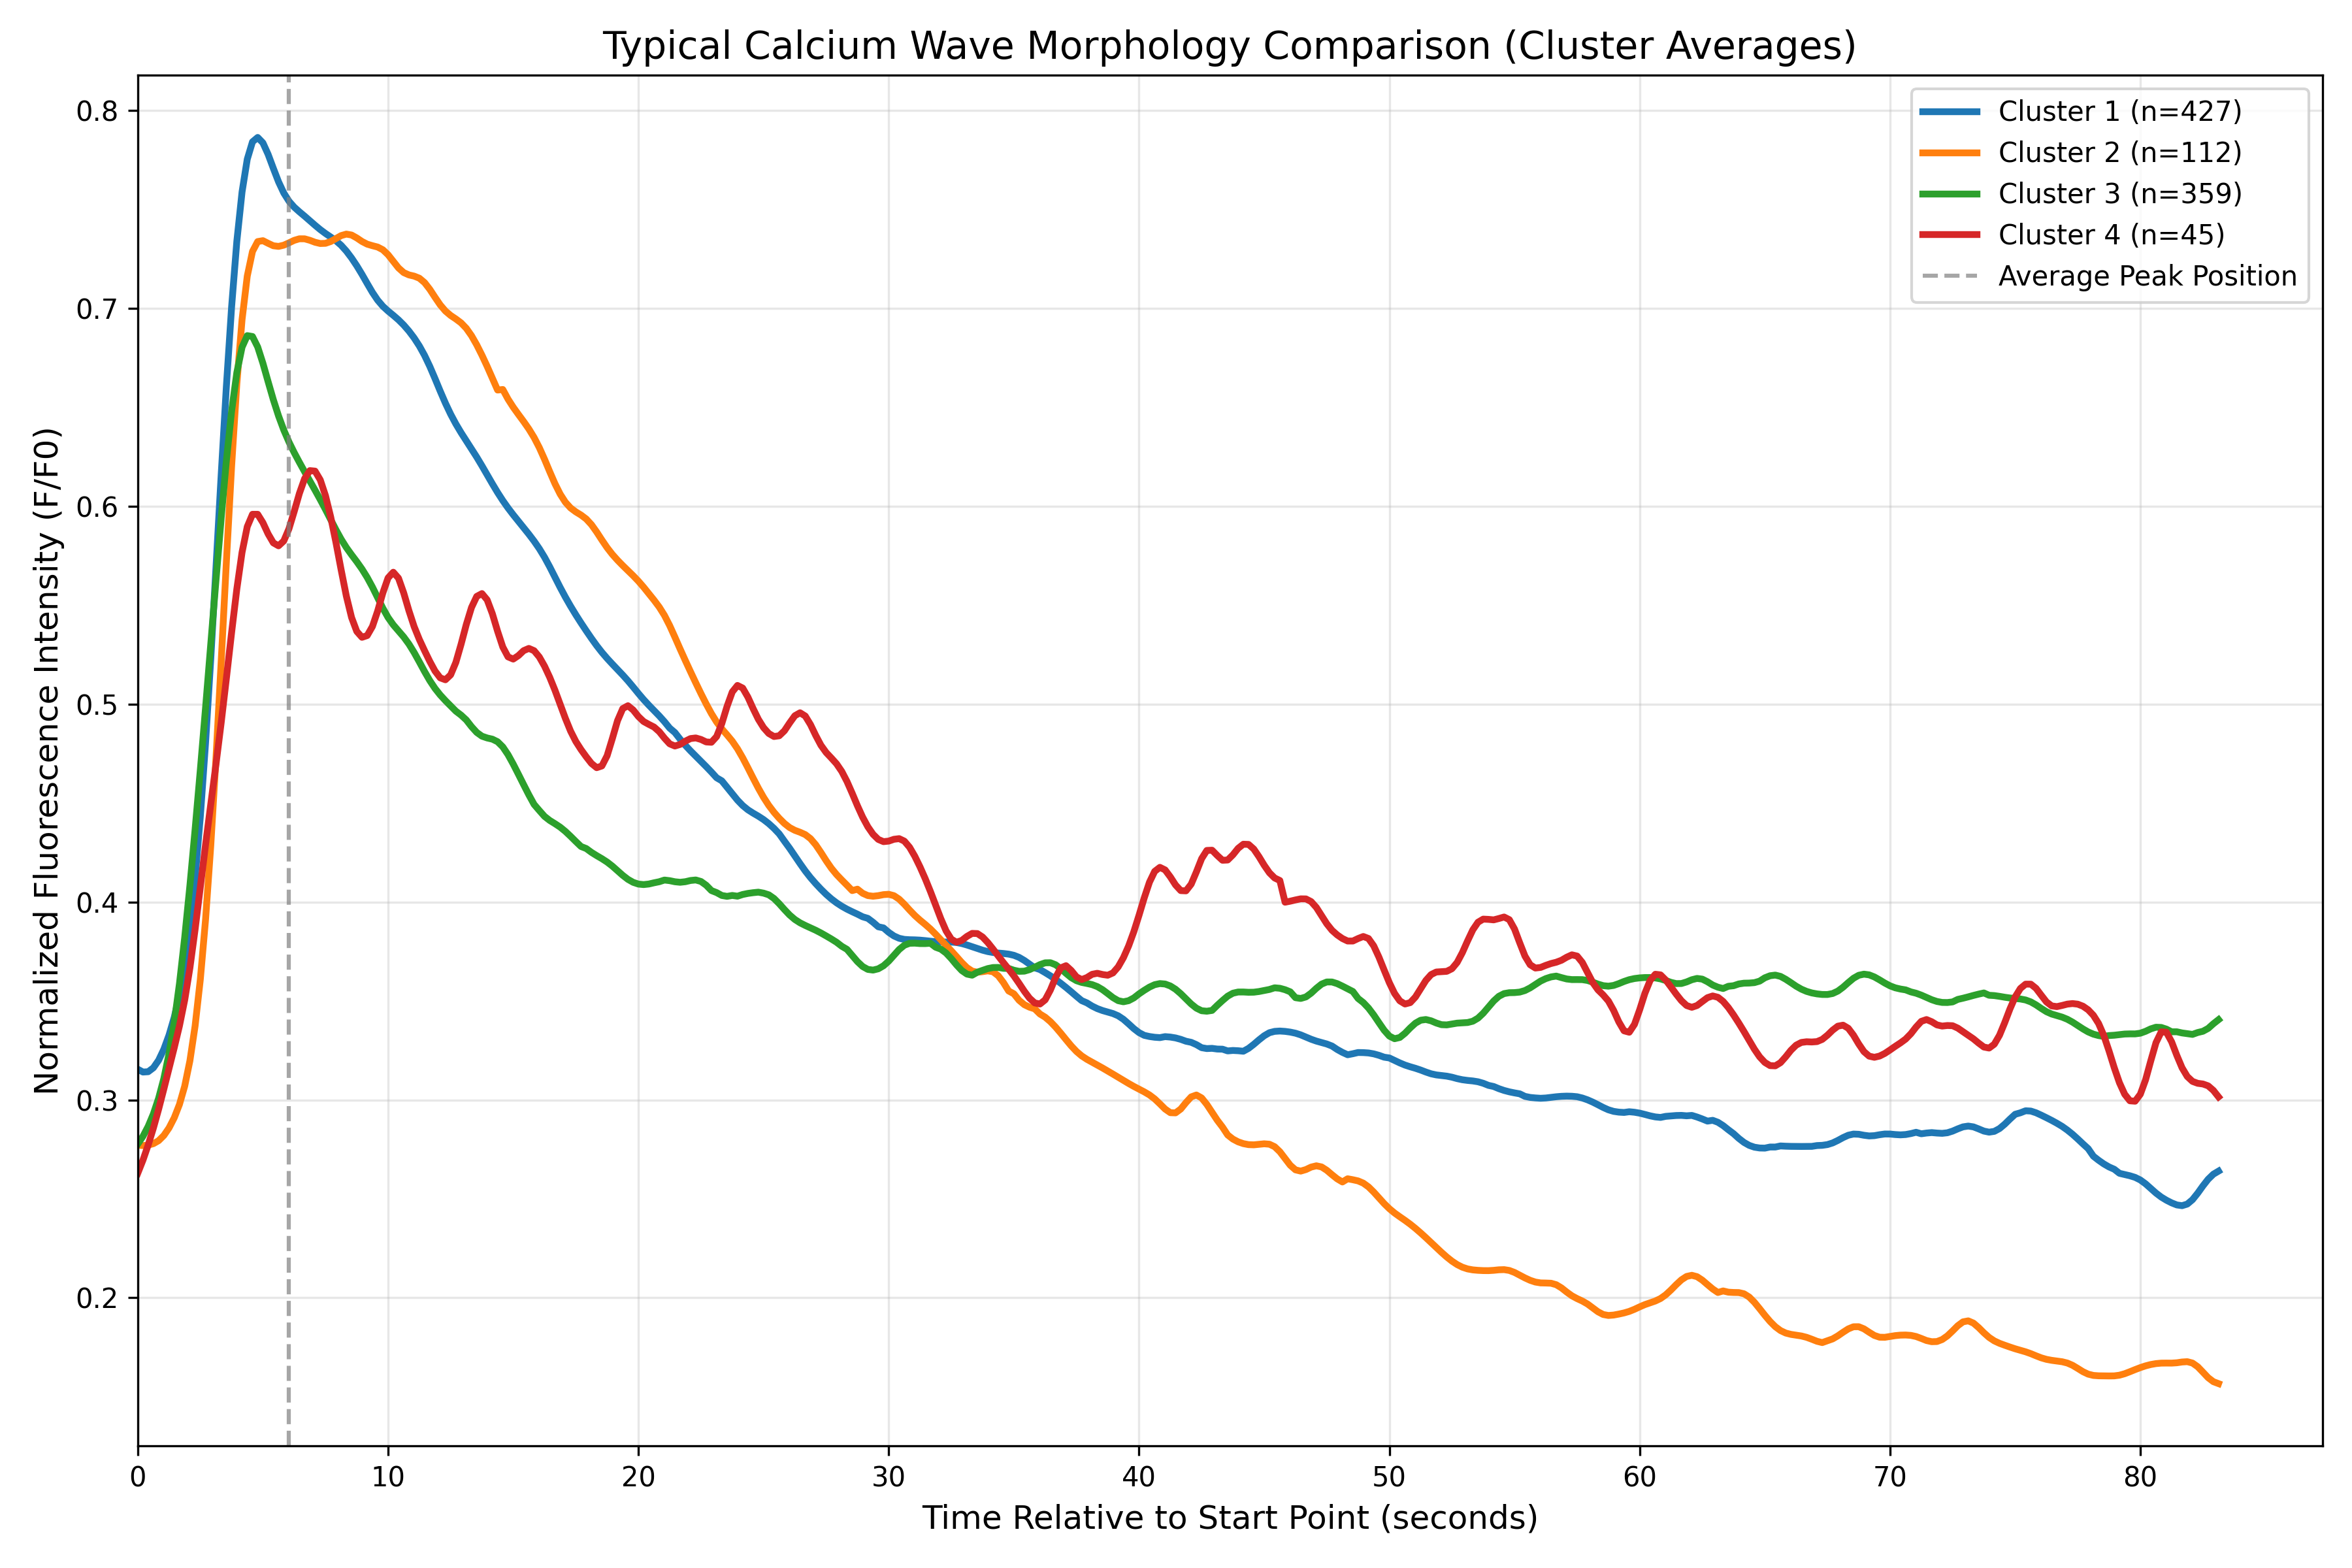 Typical Calcium Wave Morphology Comparison (Cluster Averages)
Cluster 1 (n=427)
Cluster 2 (n=112)
Cluster 3 (n=359)
Cluster 4 (n=45)
Average Peak Position
Normalized Fluorescence Intensity (F/F0)
0.8
0.7
0.6
0.5
0.4
0.3
0.2
0 10 20 30 40 50 60 70 80
Time Relative to Start Point (seconds)